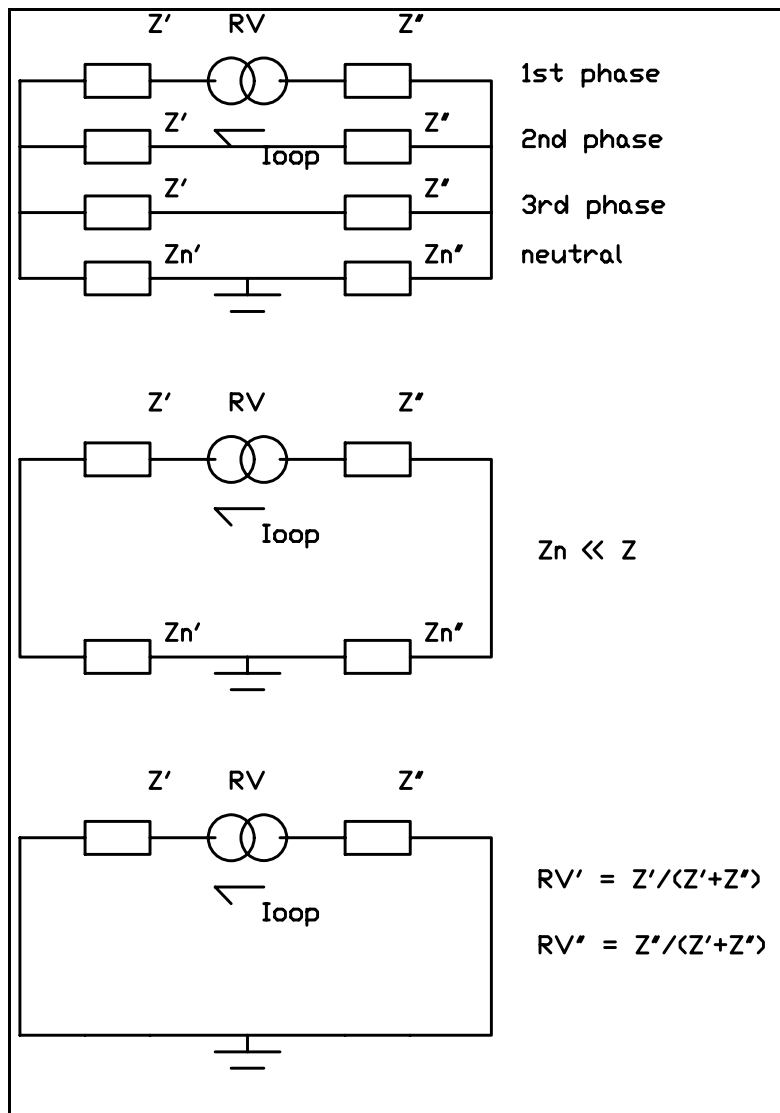 Z' RV Z"
1st phase
Z' Z"
2nd phase
Ioop
Z' Z"
3rd phase
Zn' Zn"
neutral
Z' RV Z"
Ioop
Zn << Z
Zn' Zn"
Z' RV Z"
RV' = Z'/(Z'+Z")
Ioop
RV" = Z"/(Z'+Z")